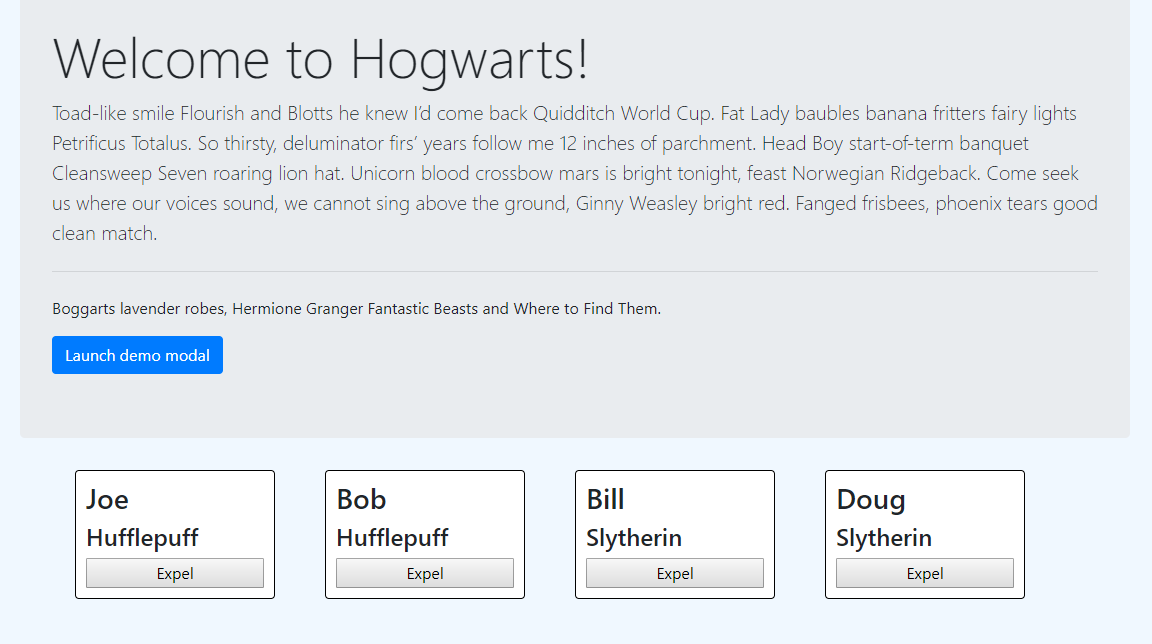 Welcome to Hogwarts!
Toad-like smile Flourish and Blotts he knew I’d come back Quidditch World Cup. Fat Lady baubles banana fritters fairy lights
Petrificus Totalus. So thirsty, deluminator firs’ years follow me 12 inches of parchment. Head Boy start-of-term banquet
Cleansweep Seven roaring lion hat. Unicorn blood crossbow mars is bright tonight, feast Norwegian Ridgeback. Come seek
us where our voices sound, we cannot sing above the ground, Ginny Weasley bright red. Fanged frisbees, phoenix tears good
clean match.
Boggarts lavender robes, Hermione Granger Fantastic Beasts and Where to Find Them.
Launch demo modal
Joe
Hufflepuff
Expel
Bob
Hufflepuff
Expel
Bill
Slytherin
Expel
Doug
Slytherin
Expel